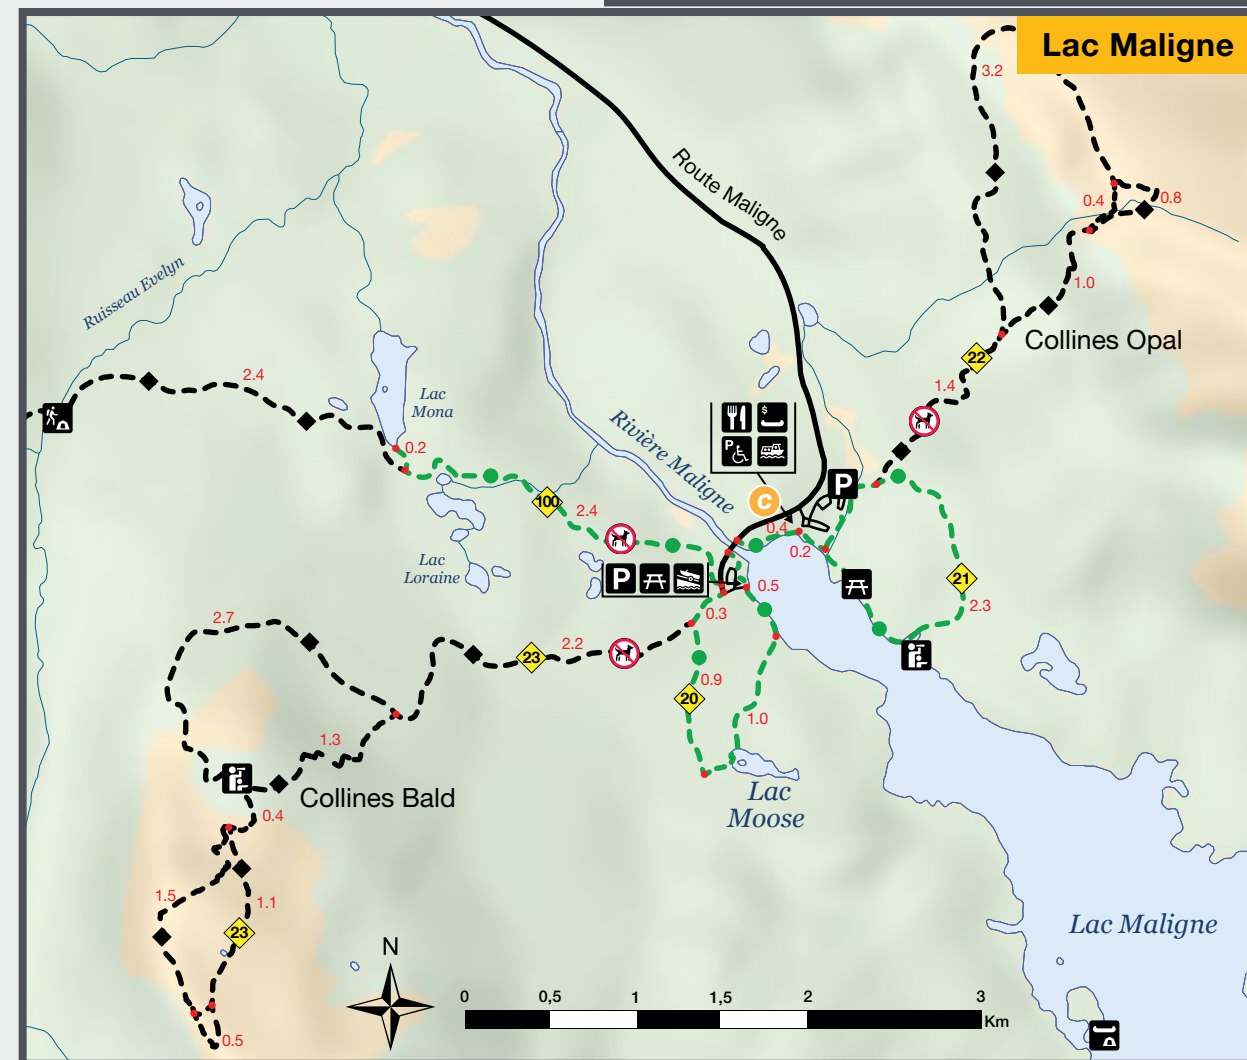 Lac Maligne
3.2
0.4
0.8
1.0
Route Maligne
Ruisseau Evelyn
Collines Opal
22
1.4
2.4
Lac
Mona
0.2
Rivière Maligne
$
P
P
C
100
2.4
0.4
0.2
21
2.3
Lac
Loraine
P
0.5
0.3
2.7
2.2
23
0.9
20
1.0
1.3
Lac
Moose
Collines Bald
0.4
1.5
1.1
23
0.5
Lac Maligne
N
0 0,5 1 1,5 2 3
Km